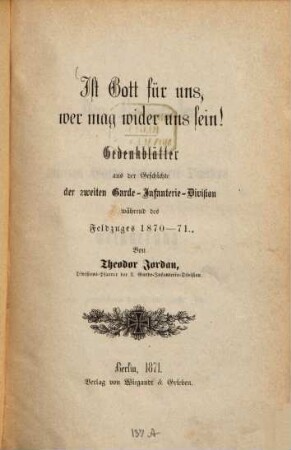 Ist Gott für uns,
wer mag wider uns sein!
Gedenkblätter
aus der Geschichte
der zweiten Garde-Infanterie-Division
während des
Feldzuges 1870—71.,
Von
Theodor Jordan,
Divisions-Pfarrer der 2. Garde-Infanterie-Division.
Berlin, 1871.
Verlag von Wiegandt & Grieben.
137 A